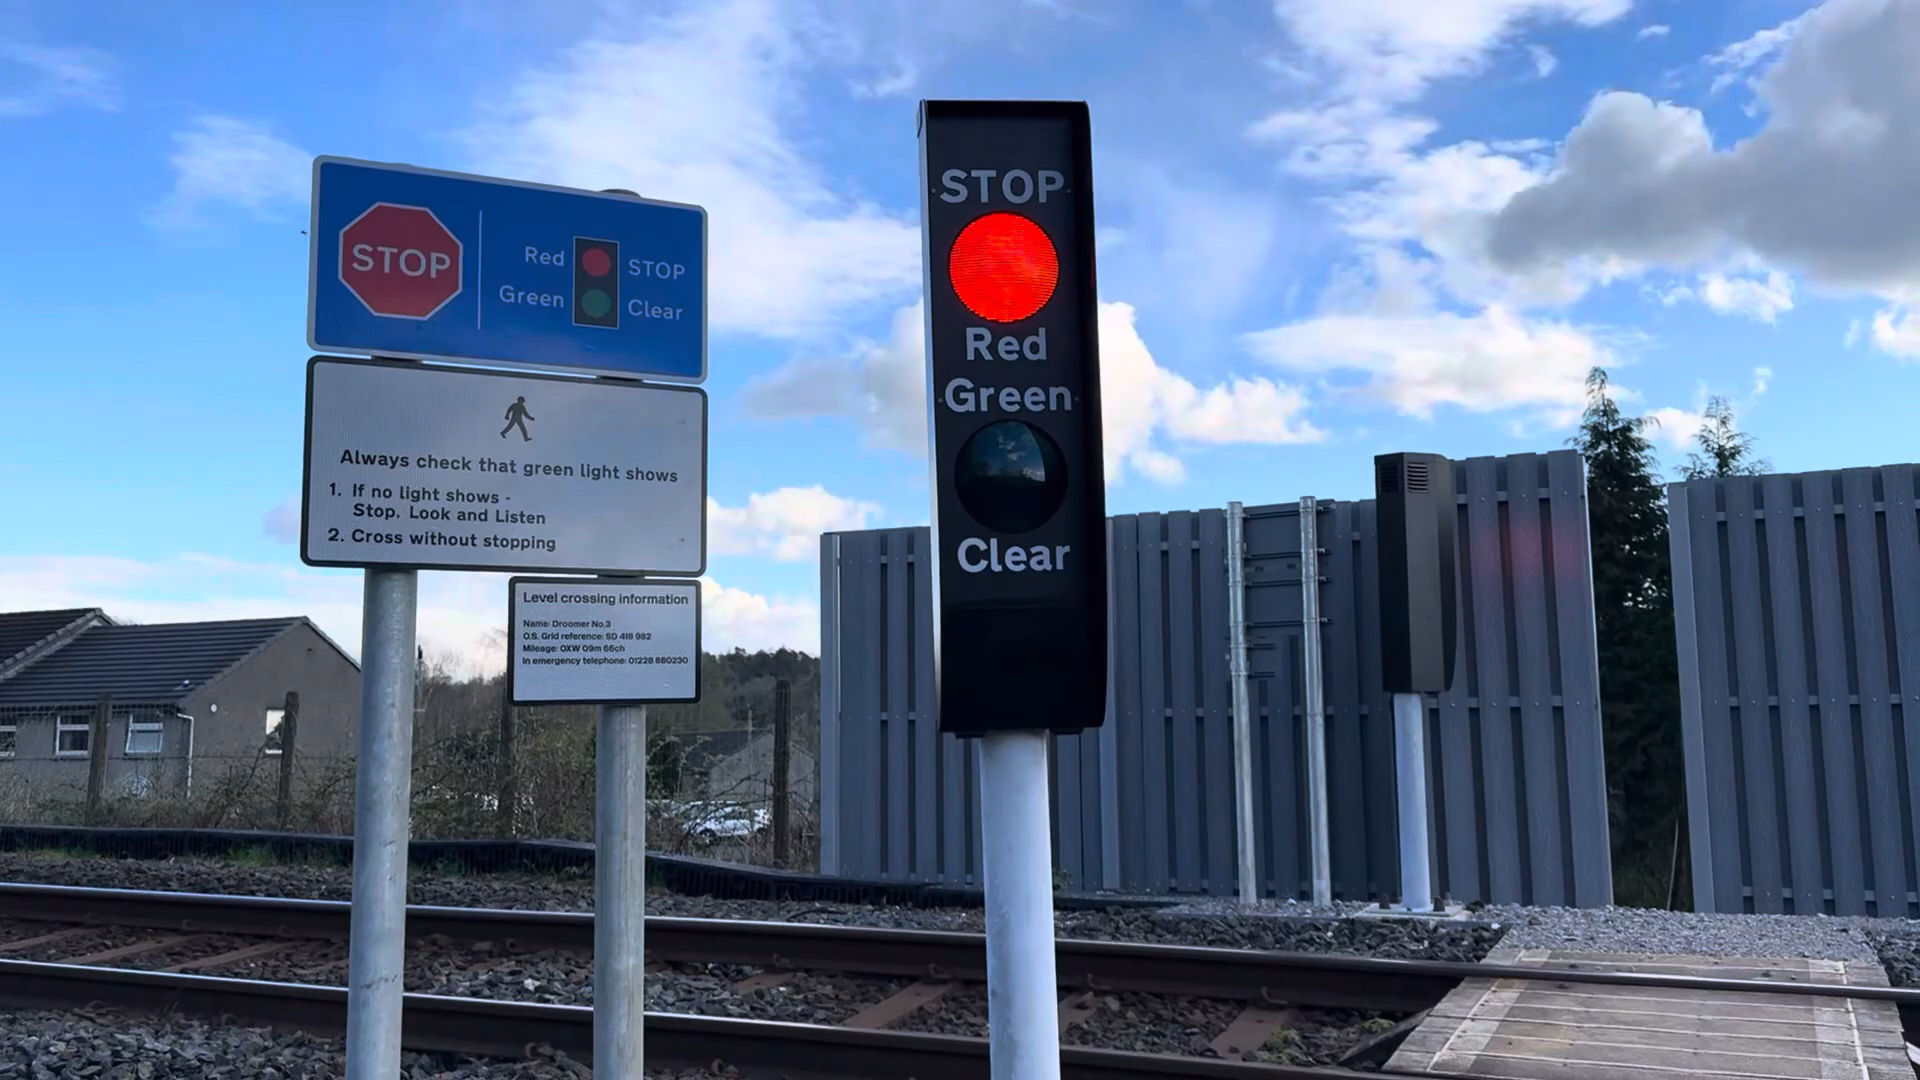 STOP
Red STOP
Green Clear
Always check that green light shows
1. If no light shows -
Stop. Look and Listen
2. Cross without stopping
Level crossing information
Name: Droomer No.3
O.S. Grid reference: SD 418 982
Mileage: OXW 09m 66ch
In emergency telephone: 01228 880230
STOP
Red
Green
Clear